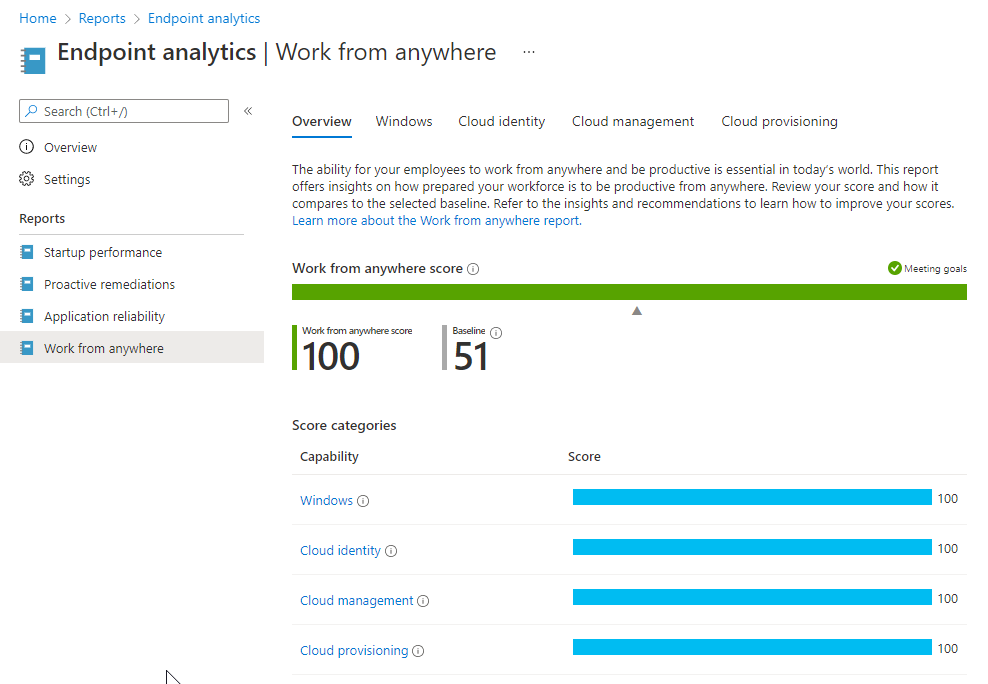 Home > Reports > Endpoint analytics
Endpoint analytics | Work from anywhere ...
Search (Ctrl+/) «
Overview
Settings
Reports
Startup performance
Proactive remediations
Application reliability
Work from anywhere
Overview Windows Cloud identity Cloud management Cloud provisioning
The ability for your employees to work from anywhere and be productive is essential in today's world. This report
offers insights on how prepared your workforce is to be productive from anywhere. Review your score and how it
compares to the selected baseline. Refer to the insights and recommendations to learn how to improve your scores.
Learn more about the Work from anywhere report.
Work from anywhere score
Meeting goals
Work from anywhere score
100
Baseline
51
Score categories
Capability Score
Windows 100
Cloud identity 100
Cloud management 100
Cloud provisioning 100